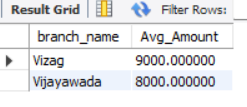 Result Grid Filter Rows:
branch_name Avg_Amount
Vizag 9000.000000
Vijayawada 8000.000000